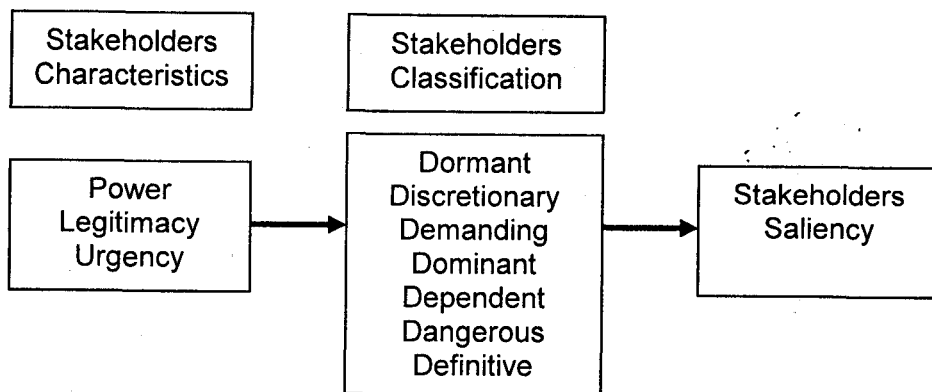 Stakeholders
Characteristics
Stakeholders
Classification
Power
Legitimacy
Urgency
Dormant
Discretionary
Demanding
Dominant
Dependent
Dangerous
Definitive
Stakeholders
Saliency